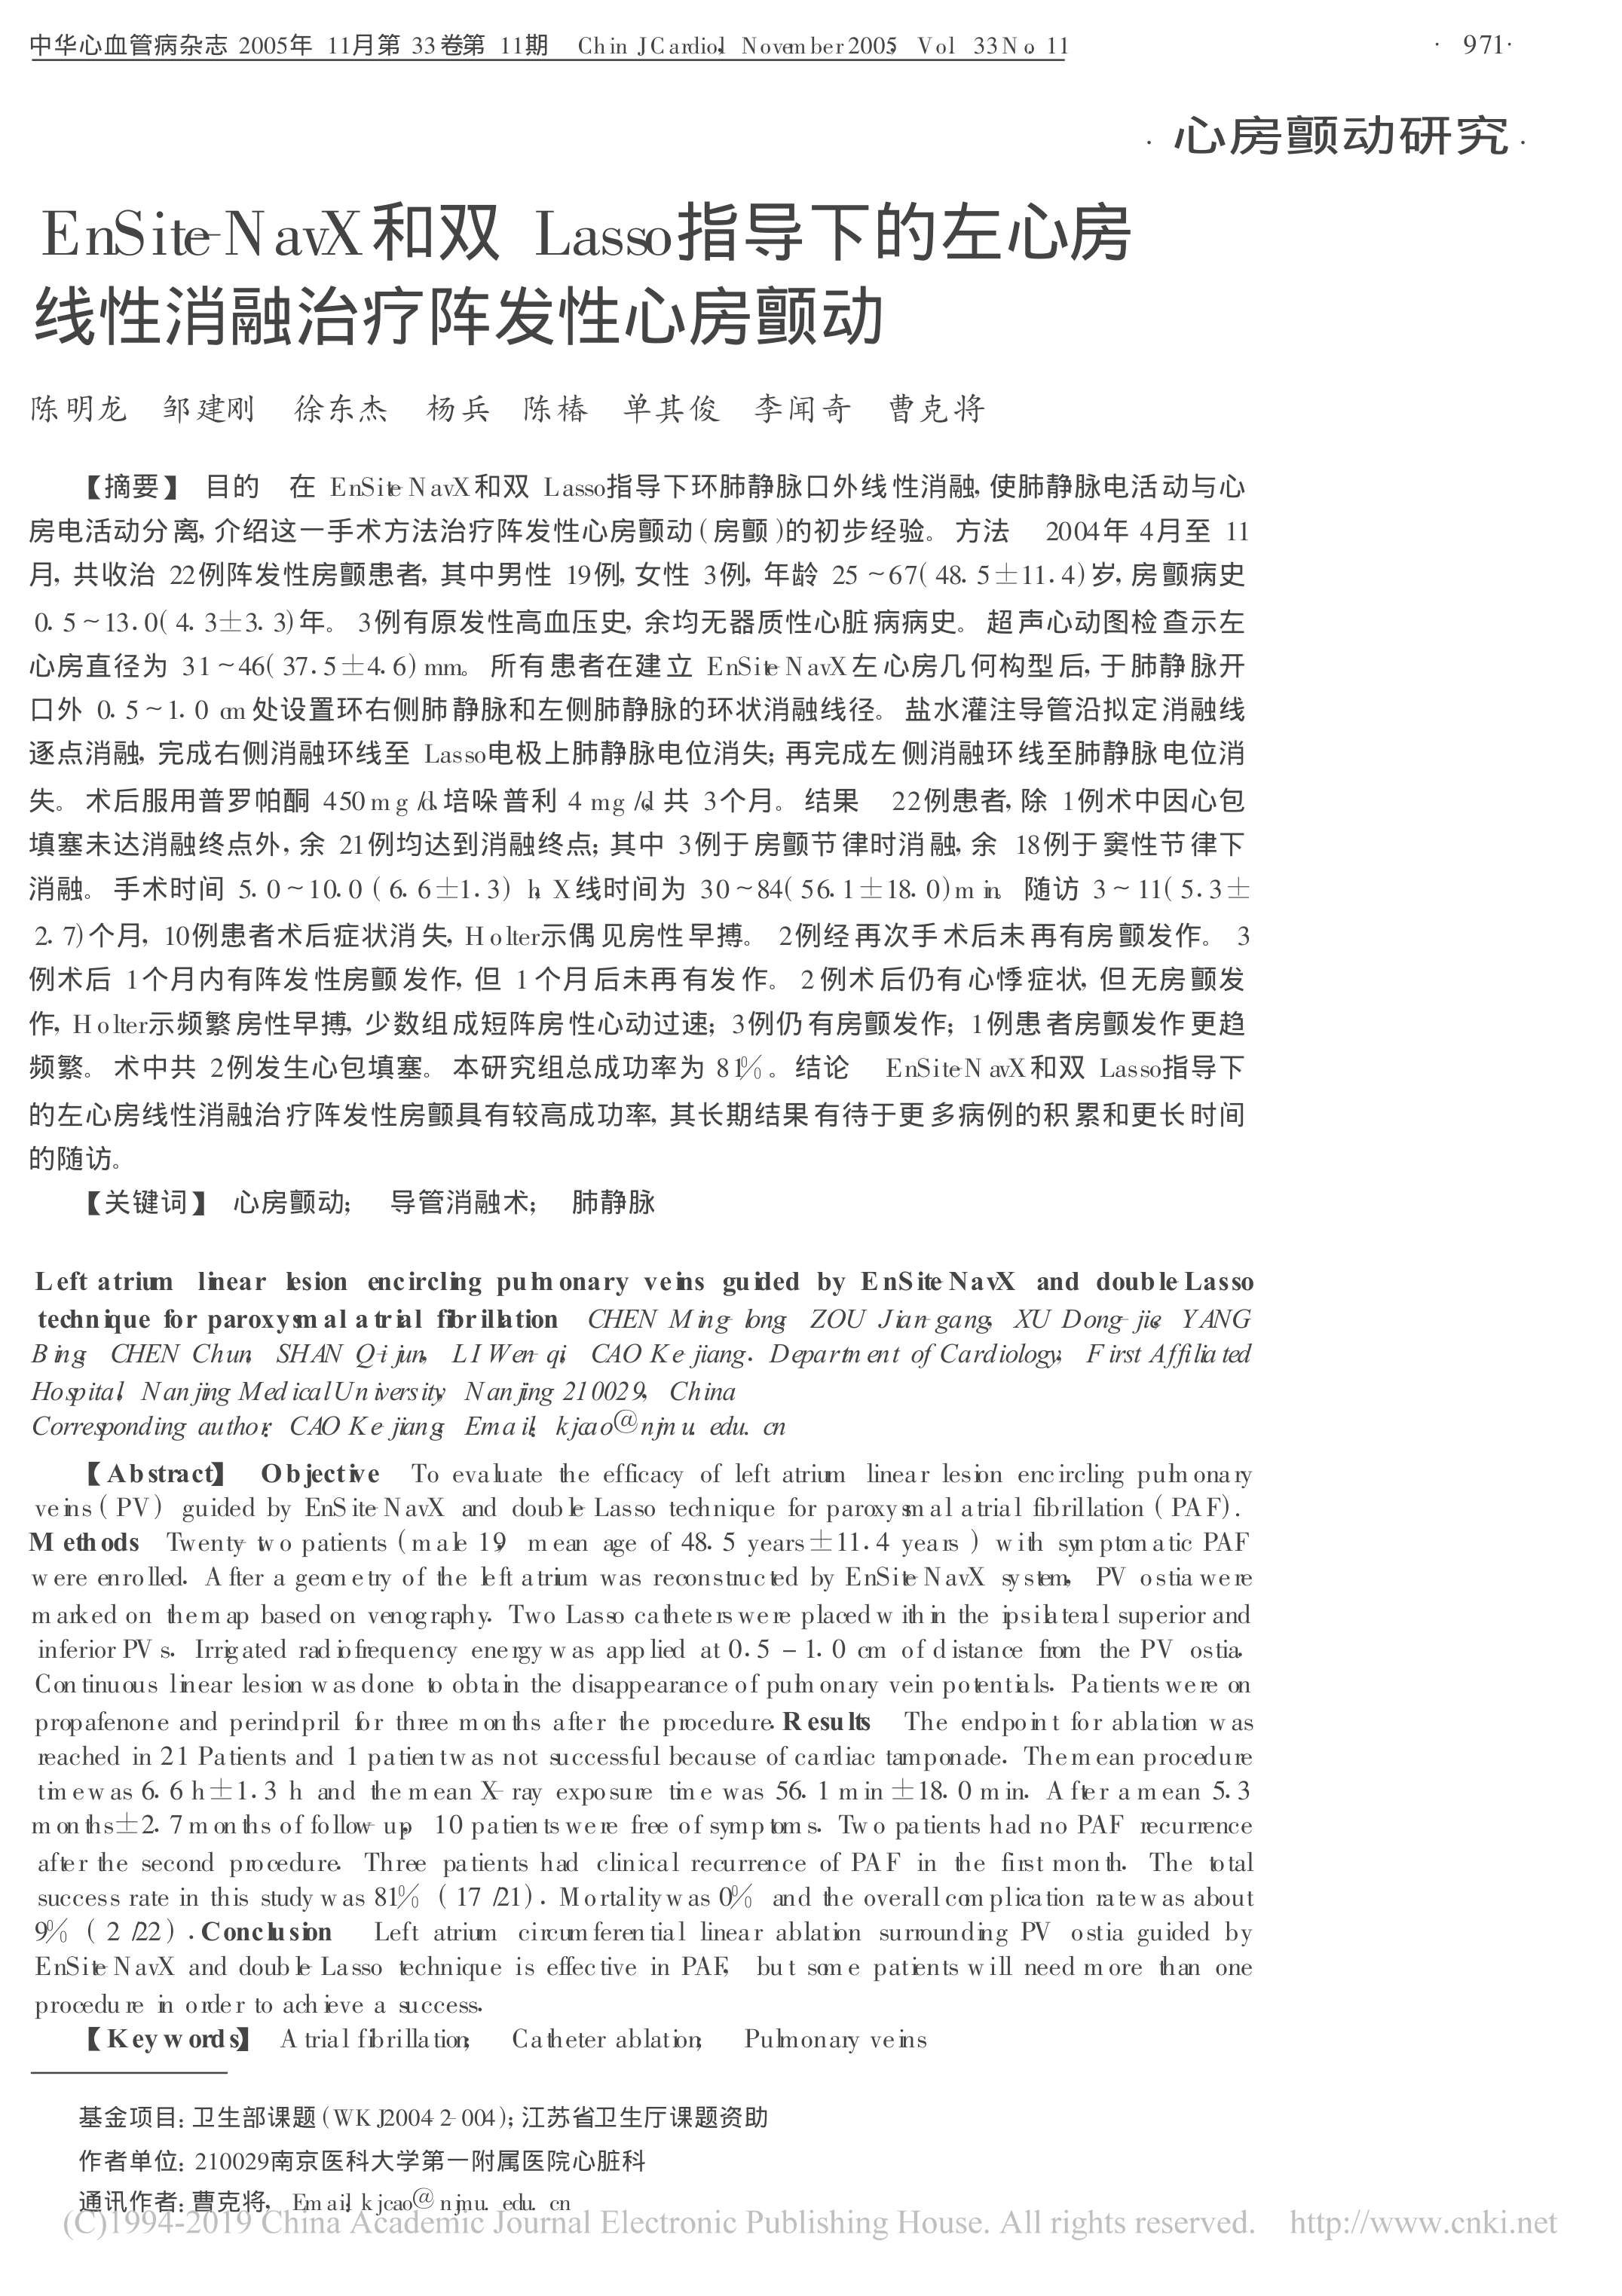 中华心血管病杂志 2005年 11月第 33卷第 11期 Chin J Cardiol, November 2005, Vol 33 No. 11
· 971 ·
· 心房颤动研究 ·
EnSite-NavX和双 Lasso指导下的左心房
线性消融治疗阵发性心房颤动
陈明龙 邹建刚 徐东杰 杨兵 陈椿 单其俊 李闻奇 曹克将
【摘要】 目的 在 EnSite-NavX和双 Lasso指导下环肺静脉口外线性消融,使肺静脉电活动与心
房电活动分离,介绍这一手术方法治疗阵发性心房颤动(房颤)的初步经验。方法 2004年 4月至 11
月,共收治 22例阵发性房颤患者,其中男性 19例,女性 3例,年龄 25~67(48.5±11.4)岁,房颤病史
0.5~13.0(4.3±3.3)年。3例有原发性高血压史,余均无器质性心脏病病史。超声心动图检查示左
心房直径为 31~46(37.5±4.6)mm。所有患者在建立 EnSite-NavX左心房几何构型后,于肺静脉开
口外 0.5~1.0 cm处设置环右侧肺静脉和左侧肺静脉的环状消融线径。盐水灌注导管沿拟定消融线
逐点消融,完成右侧消融环线至 Lasso电极上肺静脉电位消失;再完成左侧消融环线至肺静脉电位消
失。术后服用普罗帕酮 450 mg/d、培哚普利 4 mg/d,共 3个月。结果 22例患者,除 1例术中因心包
填塞未达消融终点外,余 21例均达到消融终点;其中 3例于房颤节律时消融,余 18例于窦性节律下
消融。手术时间 5.0~10.0(6.6±1.3) h,X线时间为 30~84(56.1±18.0)min。随访 3~11(5.3±
2.7)个月,10例患者术后症状消失,Holter示偶见房性早搏。2例经再次手术后未再有房颤发作。3
例术后 1个月内有阵发性房颤发作,但 1个月后未再有发作。2例术后仍有心悸症状,但无房颤发
作,Holter示频繁房性早搏,少数组成短阵房性心动过速;3例仍有房颤发作;1例患者房颤发作更趋
频繁。术中共 2例发生心包填塞。本研究组总成功率为 81%。结论 EnSite-NavX和双 Lasso指导下
的左心房线性消融治疗阵发性房颤具有较高成功率,其长期结果有待于更多病例的积累和更长时间
的随访。
【关键词】 心房颤动; 导管消融术; 肺静脉
Left atrium linear lesion encircling pulmonary veins guided by EnSite-NavX and double-Lasso
technique for paroxysmal atrial fibrillation CHEN Ming-long, ZOU Jian-gang, XU Dong-jie, YANG
Bing, CHEN Chun, SHAN Qi-jun, LI Wen-qi, CAO Ke-jiang. Department of Cardiology, First Affiliated
Hospital, Nanjing Medical University, Nanjing 210029, China
Corresponding author: CAO Ke-jiang, Email: kjcao@njmu.edu.cn
【Abstract】 Objective To evaluate the efficacy of left atrium linear lesion encircling pulmonary
veins (PV) guided by EnSite-NavX and double-Lasso technique for paroxysmal atrial fibrillation (PAF).
Methods Twenty-two patients (male 19, mean age of 48.5 years±11.4 years) with symptomatic PAF
were enrolled. After a geometry of the left atrium was reconstructed by EnSite-NavX system, PV ostia were
marked on the map based on venography. Two Lasso catheters were placed within the ipsilateral superior and
inferior PVs. Irrigated radiofrequency energy was applied at 0.5 - 1.0 cm of distance from the PV ostia.
Continuous linear lesion was done to obtain the disappearance of pulmonary vein potentials. Patients were on
propafenone and perindpril for three months after the procedure. Results The endpoint for ablation was
reached in 21 Patients and 1 patient was not successful because of cardiac tamponade. The mean procedure
time was 6.6 h±1.3 h and the mean X-ray exposure time was 56.1 min±18.0 min. After a mean 5.3
months±2.7 months of follow-up, 10 patients were free of symptoms. Two patients had no PAF recurrence
after the second procedure. Three patients had clinical recurrence of PAF in the first month. The total
success rate in this study was 81% (17/21). Mortality was 0% and the overall complication rate was about
9% (2/22). Conclusion Left atrium circumferential linear ablation surrounding PV ostia guided by
EnSite-NavX and double-Lasso technique is effective in PAF, but some patients will need more than one
procedure in order to achieve a success.
【Key words】 Atrial fibrillation; Catheter ablation; Pulmonary veins
基金项目:卫生部课题(WKJ2004-2-004);江苏省卫生厅课题资助
作者单位:210029南京医科大学第一附属医院心脏科
通讯作者:曹克将, Email: kjcao@njmu.edu.cn
(C)1994-2019 China Academic Journal Electronic Publishing House. All rights reserved. http://www.cnki.net